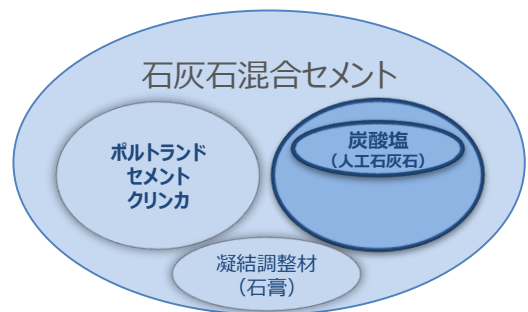 石灰石混合セメント
ポルトランド
セメント
クリンカ
炭酸塩
（人工石灰石）
凝結調整材
（石膏）